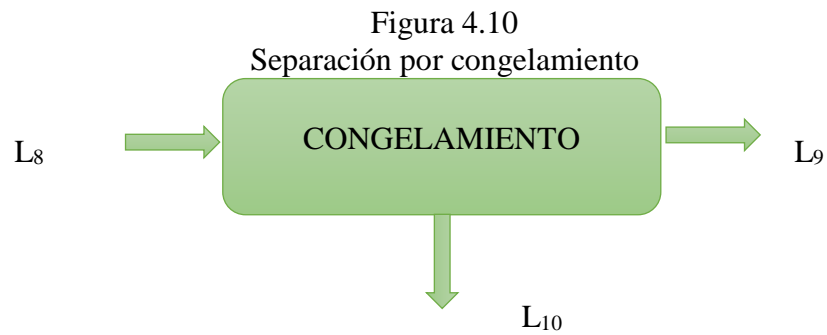 Figura 4.10
Separación por congelamiento
CONGELAMIENTO
L₈
L₉
L₁₀